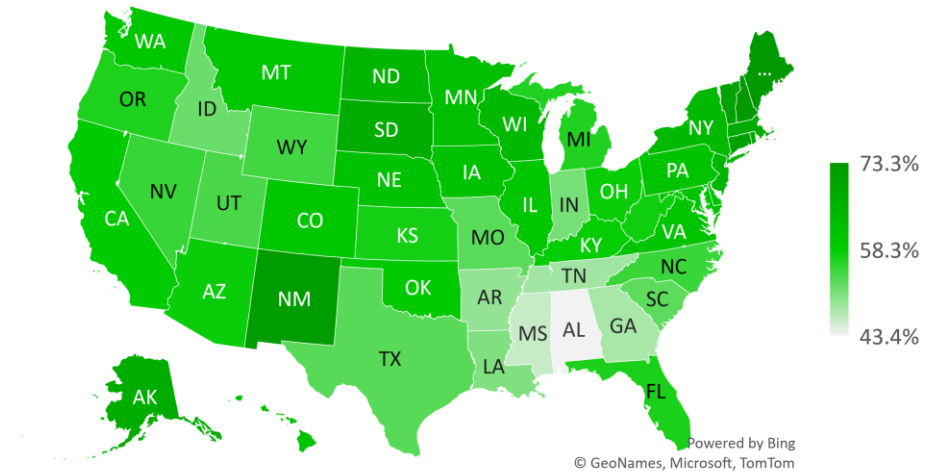 WA
MT
ND
MN
...
OR
ID
SD
WI
MI
NY
WY
IA
PA
NE
NV
UT
IL
IN
OH
CA
CO
KS
MO
KY
VA
AZ
NM
OK
AR
TN
NC
SC
MS
AL
GA
TX
LA
AK
FL
73.3%
58.3%
43.4%
Powered by Bing
© GeoNames, Microsoft, TomTom